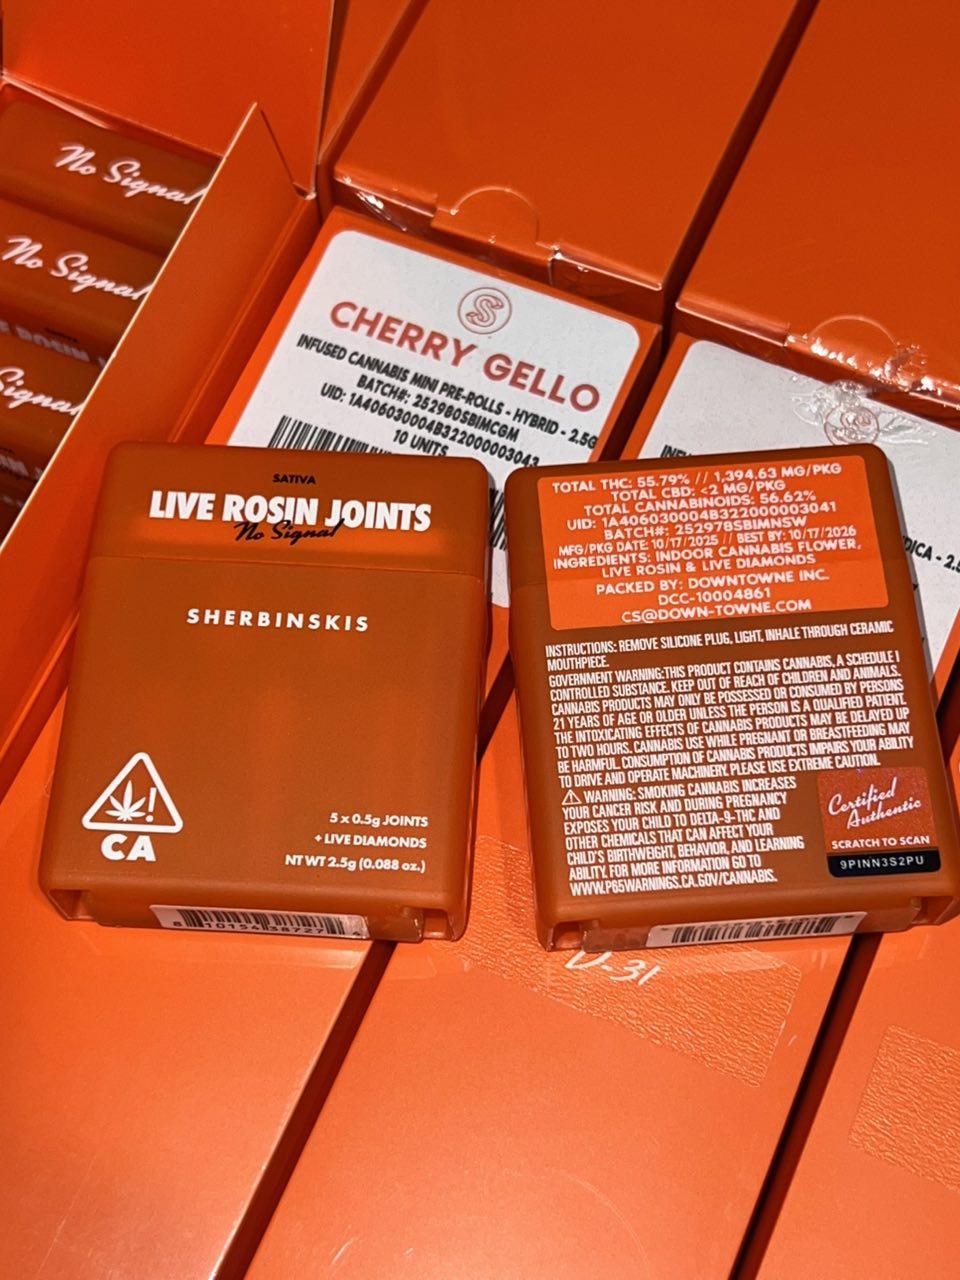 No Signal
No Signal
Signal
CHERRY GELLO
INFUSED CANNABIS MINI PRE-ROLLS - HYBRID - 2.5G
BATCH#: 2529B0SBIMCGM
UID: 1A406030004B322000003043
10 UNITS
SATIVA
LIVE ROSIN JOINTS
No Signal
SHERBINSKIS
CA
5 x 0.5g JOINTS
+ LIVE DIAMONDS
NT WT 2.5g (0.088 oz.)
8 10154 38727
TOTAL THC: 55.79% // 1,394.63 MG/PKG
TOTAL CBD: <2 MG/PKG
TOTAL CANNABINOIDS: 56.62%
UID: 1A406030004B322000003041
BATCH#: 252978SBIMNSW
MFG/PKG DATE: 10/17/2025 // BEST BY: 10/17/2026
INGREDIENTS: INDOOR CANNABIS FLOWER,
LIVE ROSIN & LIVE DIAMONDS
PACKED BY: DOWNTOWNE INC.
DCC-10004861
CS@DOWN-TOWNE.COM
INSTRUCTIONS: REMOVE SILICONE PLUG, LIGHT, INHALE THROUGH CERAMIC
MOUTHPIECE.
GOVERNMENT WARNING:THIS PRODUCT CONTAINS CANNABIS, A SCHEDULE I
CONTROLLED SUBSTANCE. KEEP OUT OF REACH OF CHILDREN AND ANIMALS.
CANNABIS PRODUCTS MAY ONLY BE POSSESSED OR CONSUMED BY PERSONS
21 YEARS OF AGE OR OLDER UNLESS THE PERSON IS A QUALIFIED PATIENT.
THE INTOXICATING EFFECTS OF CANNABIS PRODUCTS MAY BE DELAYED UP
TO TWO HOURS. CANNABIS USE WHILE PREGNANT OR BREASTFEEDING MAY
BE HARMFUL. CONSUMPTION OF CANNABIS PRODUCTS IMPAIRS YOUR ABILITY
TO DRIVE AND OPERATE MACHINERY. PLEASE USE EXTREME CAUTION.
WARNING: SMOKING CANNABIS INCREASES
YOUR CANCER RISK AND DURING PREGNANCY
EXPOSES YOUR CHILD TO DELTA-9-THC AND
OTHER CHEMICALS THAT CAN AFFECT YOUR
CHILD'S BIRTHWEIGHT, BEHAVIOR, AND LEARNING
ABILITY. FOR MORE INFORMATION GO TO
WWW.P65WARNINGS.CA.GOV/CANNABIS.
Certified
Authentic
SCRATCH TO SCAN
9PINN3S2PU